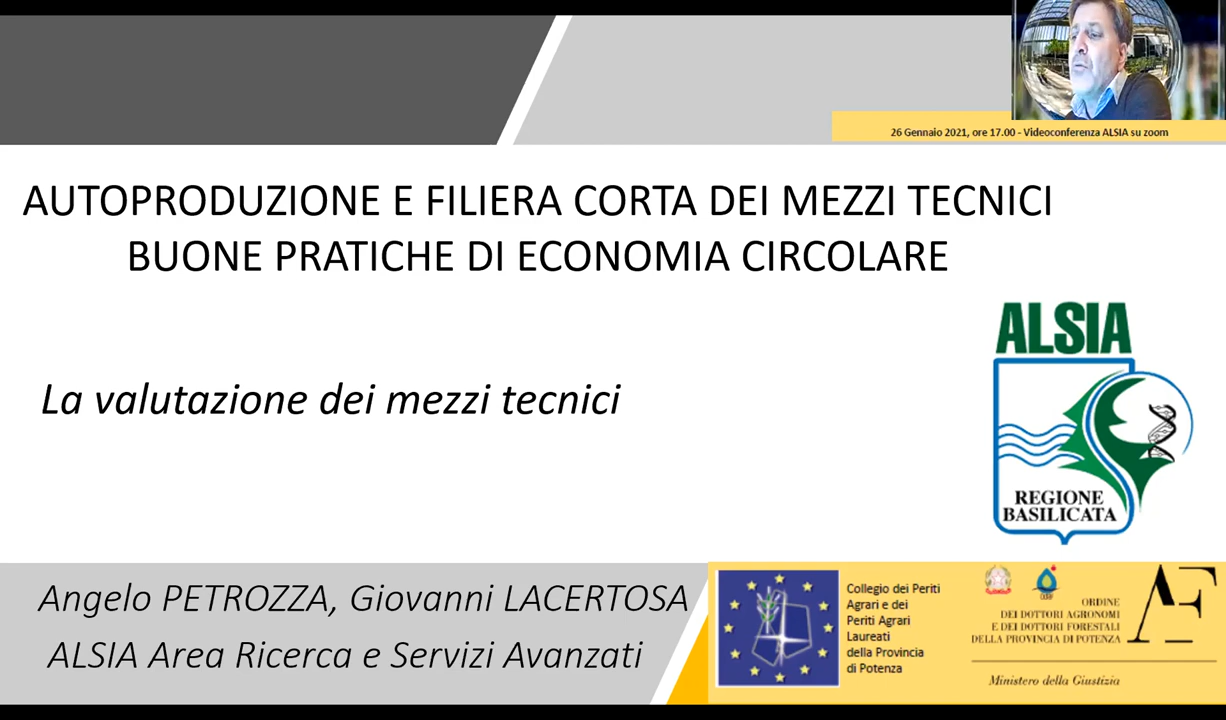 26 Gennaio 2021, ore 17.00 - Videoconferenza ALSIA su zoom
AUTOPRODUZIONE E FILIERA CORTA DEI MEZZI TECNICI
BUONE PRATICHE DI ECONOMIA CIRCOLARE
La valutazione dei mezzi tecnici
ALSIA
REGIONE
BASILICATA
Angelo PETROZZA, Giovanni LACERTOSA
ALSIA Area Ricerca e Servizi Avanzati
Collegio dei Periti
Agrari e dei
Periti Agrari
Laureati
della Provincia
di Potenza
ORDINE
DEI DOTTORI AGRONOMI
E DEI DOTTORI FORESTALI
DELLA PROVINCIA DI POTENZA
AF
Ministero della Giustizia